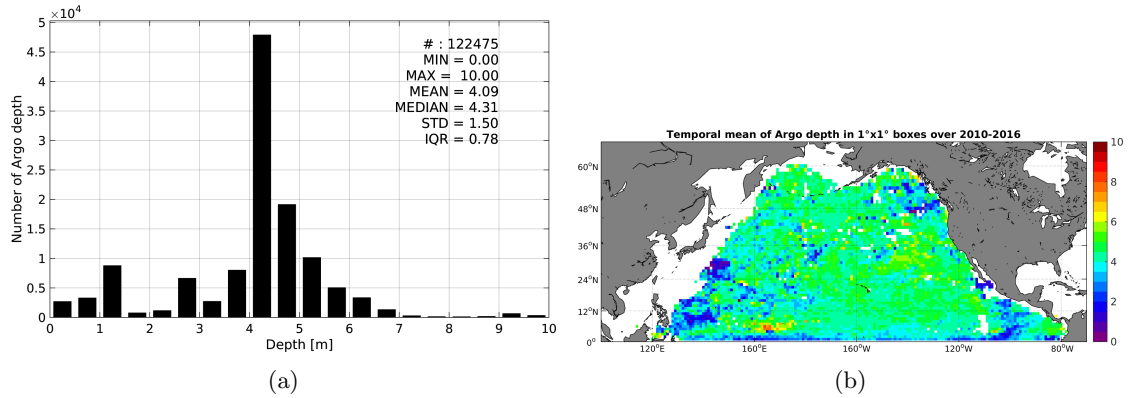 ×10⁴
5
4.5
4
3.5
3
2.5
2
1.5
1
0.5
0
Number of Argo depth
# : 122475
MIN = 0.00
MAX = 10.00
MEAN = 4.09
MEDIAN = 4.31
STD = 1.50
IQR = 0.78
0 1 2 3 4 5 6 7 8 9 10
Depth [m]
(a)
Temporal mean of Argo depth in 1°x1° boxes over 2010-2016
60°N
48°N
36°N
24°N
12°N
0°
120°E 160°E 160°W 120°W 80°W
10
8
6
4
2
0
(b)